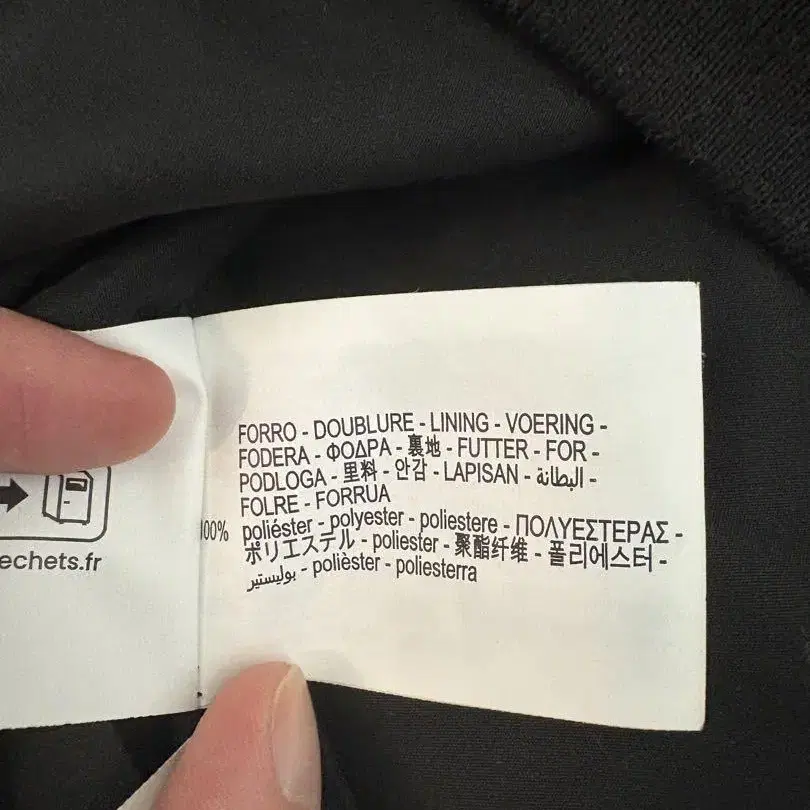 FORRO - DOUBLURE - LINING - VOERING -
FODERA - ΦΟΔΡΑ - 裏地 - FUTTER - FOR -
PODLOGA - 里料 - 안감 - LAPISAN - البطانة -
FOLRE - FORRUA
100% poliéster - polyester - poliestere - ΠΟΛΥΕΣΤΕΡΑΣ -
ポリエステル - poliester - 聚酯纤维 - 폴리에스터 -
بوليستير - polièster - poliesterra
echets.fr